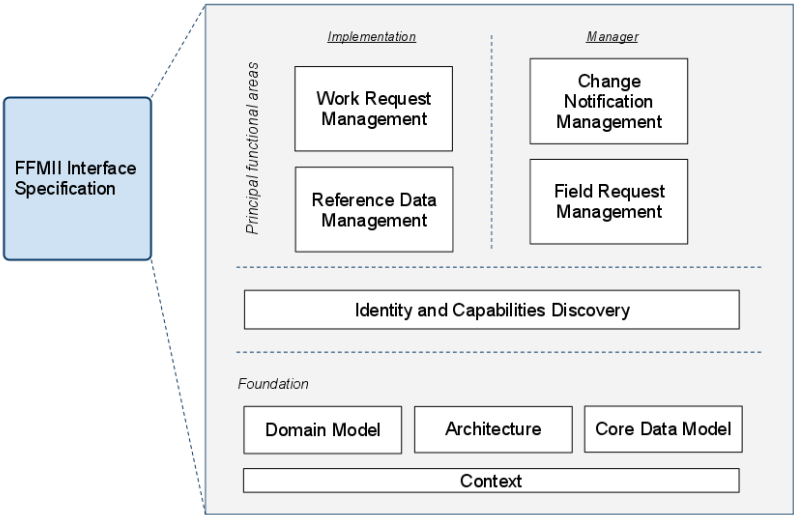 FFMII Interface
Specification
Implementation
Manager
Principal functional areas
Work Request
Management
Change
Notification
Management
Reference Data
Management
Field Request
Management
Identity and Capabilities Discovery
Foundation
Domain Model
Architecture
Core Data Model
Context